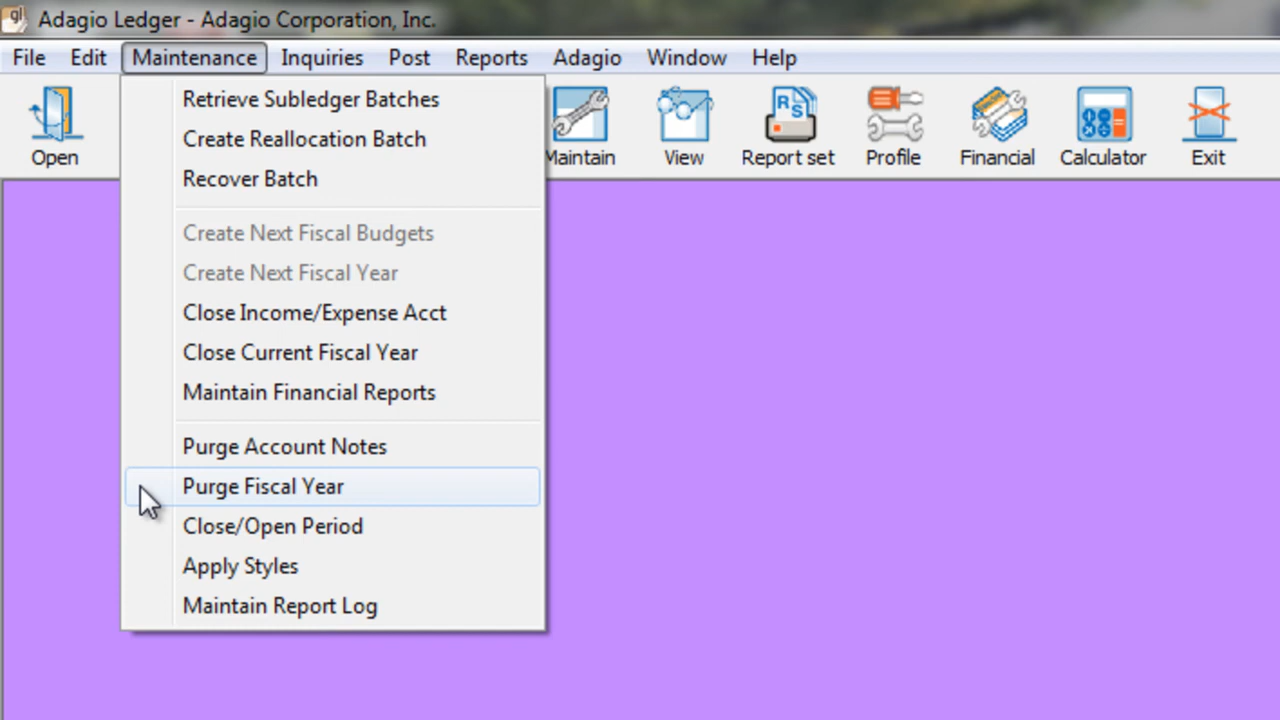 Adagio Ledger - Adagio Corporation, Inc.
File Edit Maintenance Inquiries Post Reports Adagio Window Help
Open Maintain View Report set Profile Financial Calculator Exit
Retrieve Subledger Batches
Create Reallocation Batch
Recover Batch
Create Next Fiscal Budgets
Create Next Fiscal Year
Close Income/Expense Acct
Close Current Fiscal Year
Maintain Financial Reports
Purge Account Notes
Purge Fiscal Year
Close/Open Period
Apply Styles
Maintain Report Log